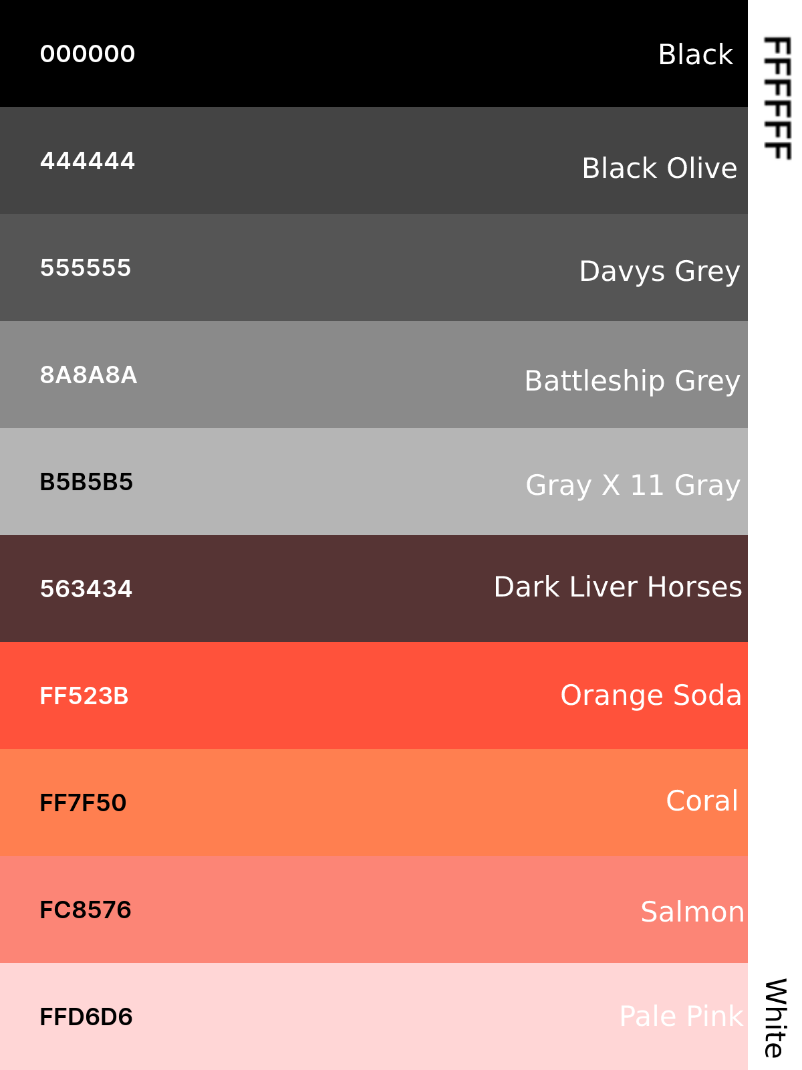 000000 Black
444444 Black Olive
555555 Davys Grey
8A8A8A Battleship Grey
B5B5B5 Gray X 11 Gray
563434 Dark Liver Horses
FF523B Orange Soda
FF7F50 Coral
FC8576 Salmon
FFD6D6 Pale Pink
FFFFFF White